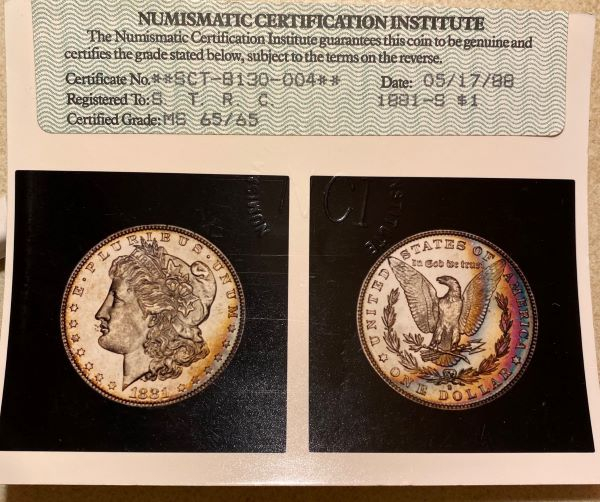 NUMISMATIC CERTIFICATION INSTITUTE
The Numismatic Certification Institute guarantees this coin to be genuine and
certifies the grade stated below, subject to the terms on the reverse.
Certificate No. **SCT-8130-004** Date: 05/17/88
Registered To: S. T. R. C. 1881-S $1
Certified Grade: MS 65/65
E·PLURIBUS·UNUM
1881
UNITED STATES OF AMERICA
In God we trust
ONE DOLLAR
S